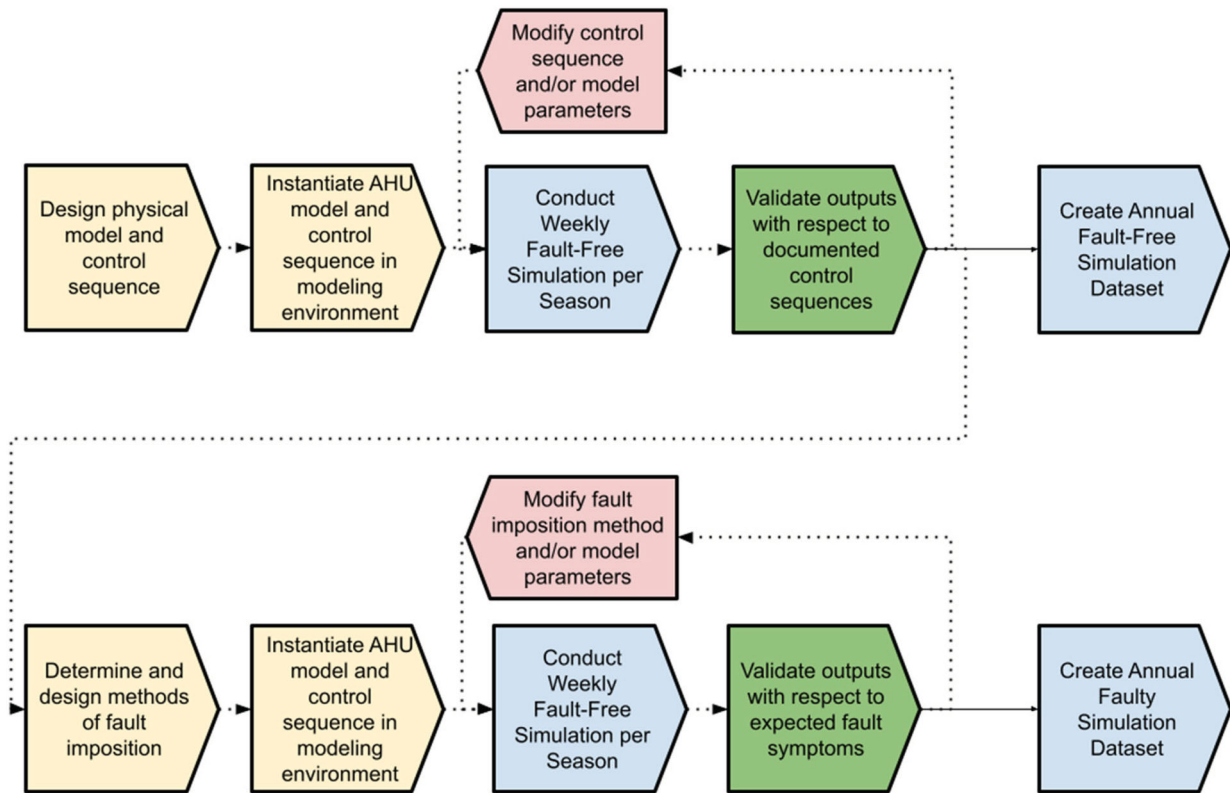 Modify control
sequence
and/or model
parameters
Design physical
model and
control
sequence
Instantiate AHU
model and
control
sequence in
modeling
environment
Conduct
Weekly
Fault-Free
Simulation per
Season
Validate outputs
with respect to
documented
control
sequences
Create Annual
Fault-Free
Simulation
Dataset
Modify fault
imposition method
and/or model
parameters
Determine and
design methods
of fault
imposition
Instantiate AHU
model and
control
sequence in
modeling
environment
Conduct
Weekly
Fault-Free
Simulation per
Season
Validate outputs
with respect to
expected fault
symptoms
Create Annual
Faulty
Simulation
Dataset